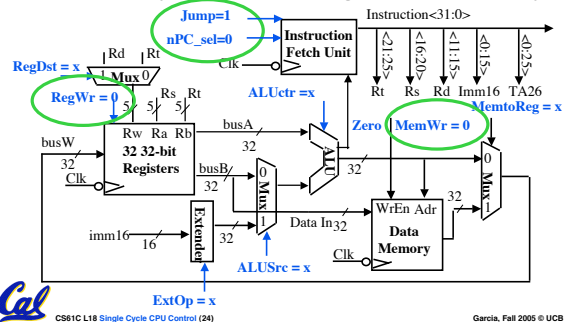 Jump=1
nPC_sel=0
Instruction<31:0>
Instruction
Fetch Unit
Clk
<21:25>
<16:20>
<11:15>
<0:15>
<0:25>
Rt
Rs
Rd
Imm16
TA26
Rd
Rt
RegDst = x
1 Mux 0
RegWr = 0
5
5
5
Rs
Rt
ALUctr =x
MemtoReg = x
Zero
MemWr = 0
Rw Ra Rb
busA
32
busW
32
32 32-bit
Registers
Clk
busB
32
ALU
32
0
Mux
1
0
Mux
1
WrEn Adr
32
Data In
32
Data
Memory
Clk
imm16
16
Extender
32
ALUSrc = x
ExtOp = x
Cal
CS61C L18 Single Cycle CPU Control (24)
Garcia, Fall 2005 © UCB